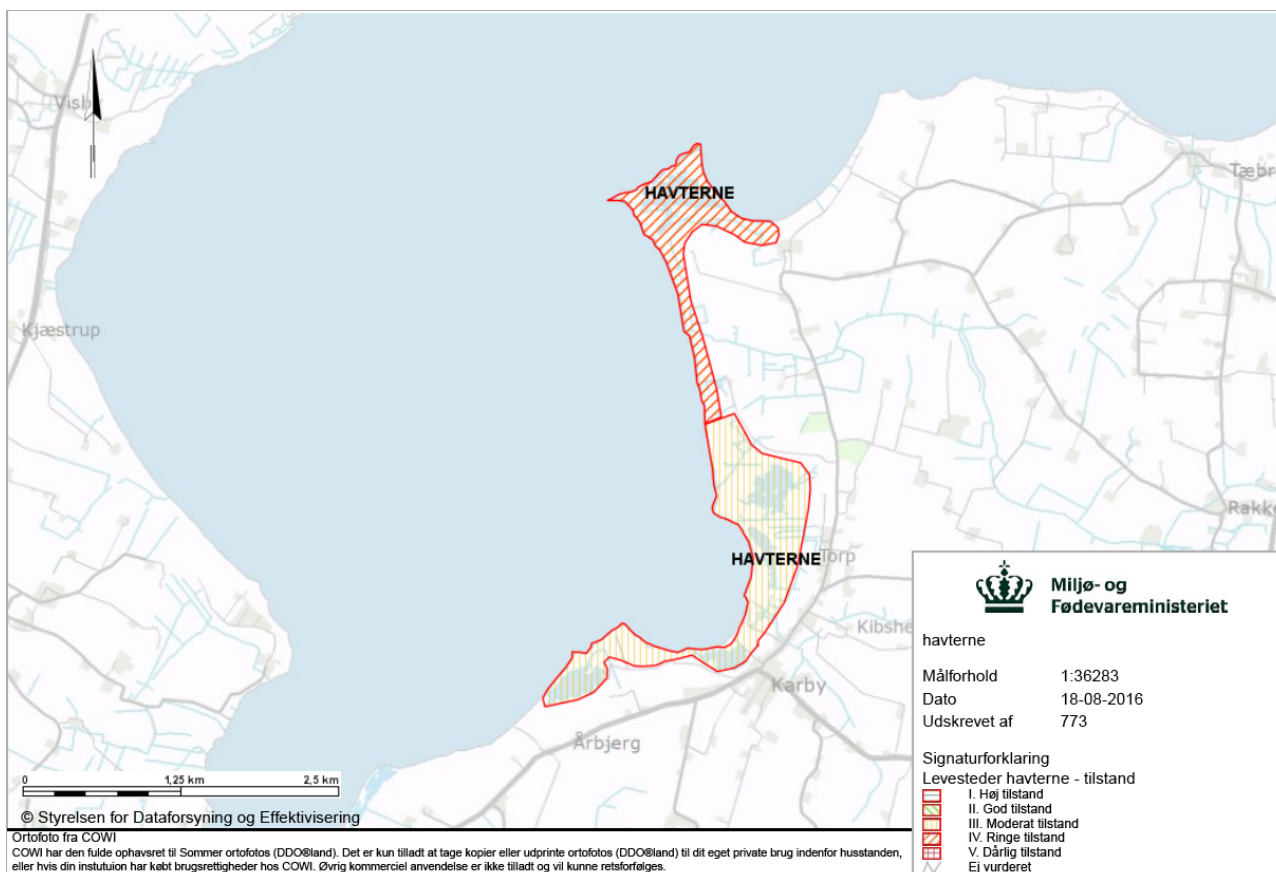 Visby
HAVTERNE
Tæbr
Kjæstrup
Rakke
HAVTERNE
Torp
Kibshe
Karby
Årbjerg
0 1,25 km 2,5 km
© Styrelsen for Dataforsyning og Effektivisering
Miljø- og
Fødevareministeriet
havterne
Målforhold 1:36283
Dato 18-08-2016
Udskrevet af 773
Signaturforklaring
Levesteder havterne - tilstand
I. Høj tilstand
II. God tilstand
III. Moderat tilstand
IV. Ringe tilstand
V. Dårlig tilstand
Ej vurderet
Ortofoto fra COWI
COWI har den fulde ophavsret til Sommer ortofotos (DDO®land). Det er kun tilladt at tage kopier eller udprinte ortofotos (DDO®land) til dit eget private brug indenfor husstanden,
eller hvis din instutuion har købt brugsrettigheder hos COWI. Øvrig kommerciel anvendelse er ikke tilladt og vil kunne retsforfølges.